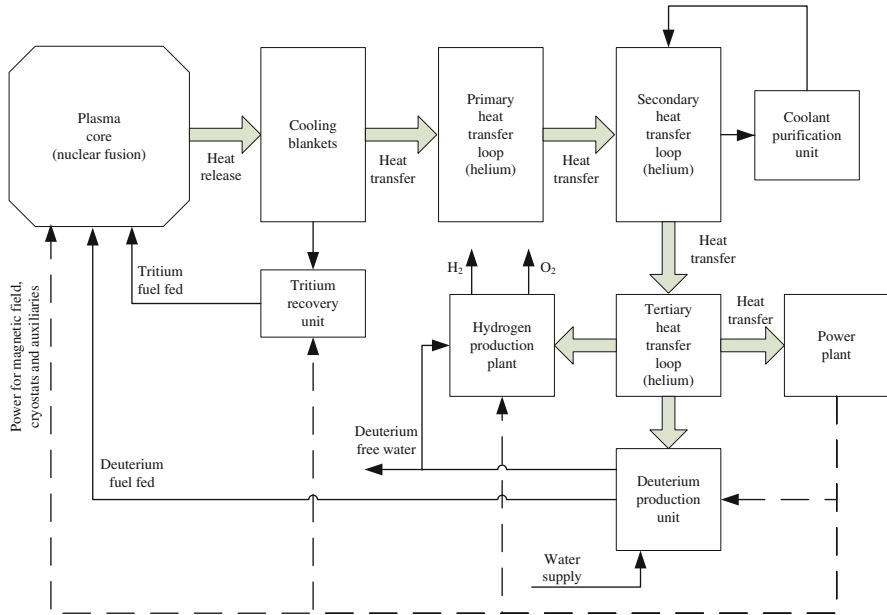 Plasma
core
(nuclear fusion)
Heat
release
Cooling
blankets
Heat
transfer
Primary
heat
transfer
loop
(helium)
Heat
transfer
Secondary
heat
transfer
loop
(helium)
Coolant
purification
unit
Heat
transfer
Tritium
fuel fed
Tritium
recovery
unit
H2
O2
Hydrogen
production
plant
Tertiary
heat
transfer
loop
(helium)
Heat
transfer
Power
plant
Power for magnetic field,
cryostats and auxiliaries
Deuterium
free water
Deuterium
fuel fed
Deuterium
production
unit
Water
supply